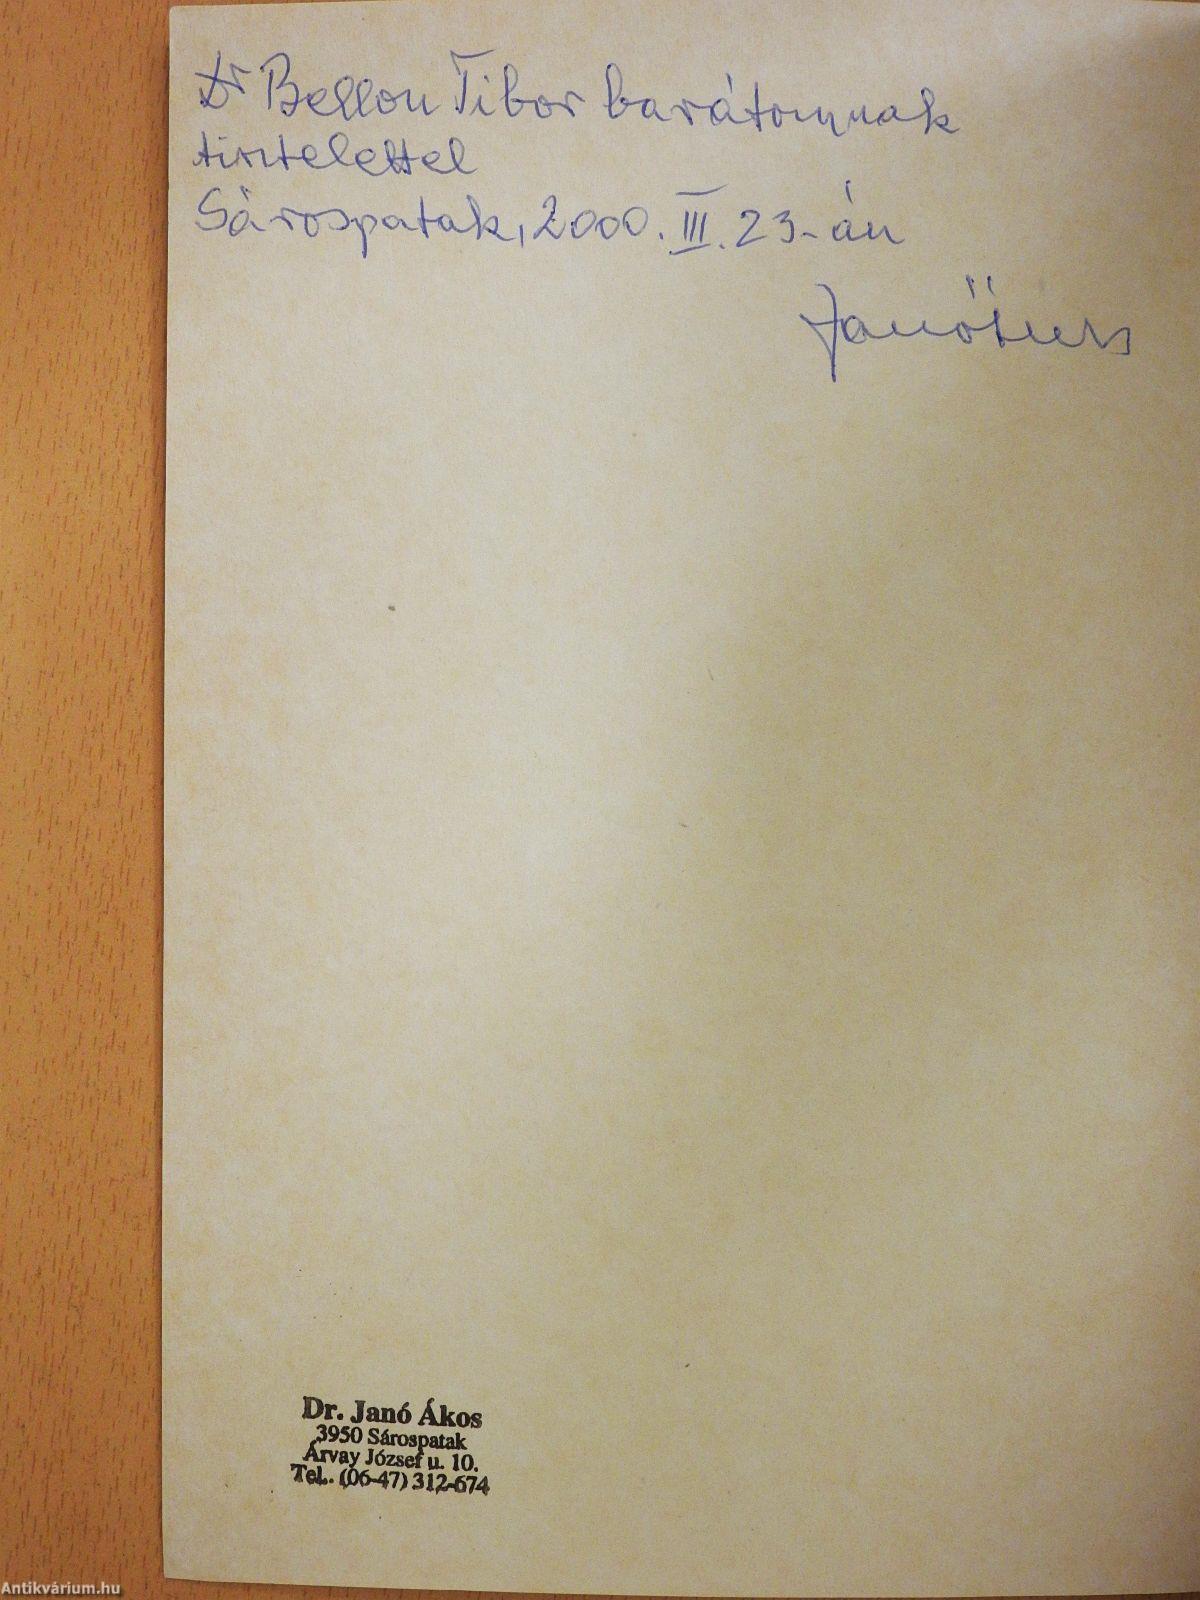 Dr Bellon Tibor barátomnak
tisztelettel
Sárospatak, 2000. III. 23-án
Janó Ákos
Dr. Janó Ákos
3950 Sárospatak
Árvay József u. 10.
Tel.. (06-47) 312-674
Antikvárium.hu